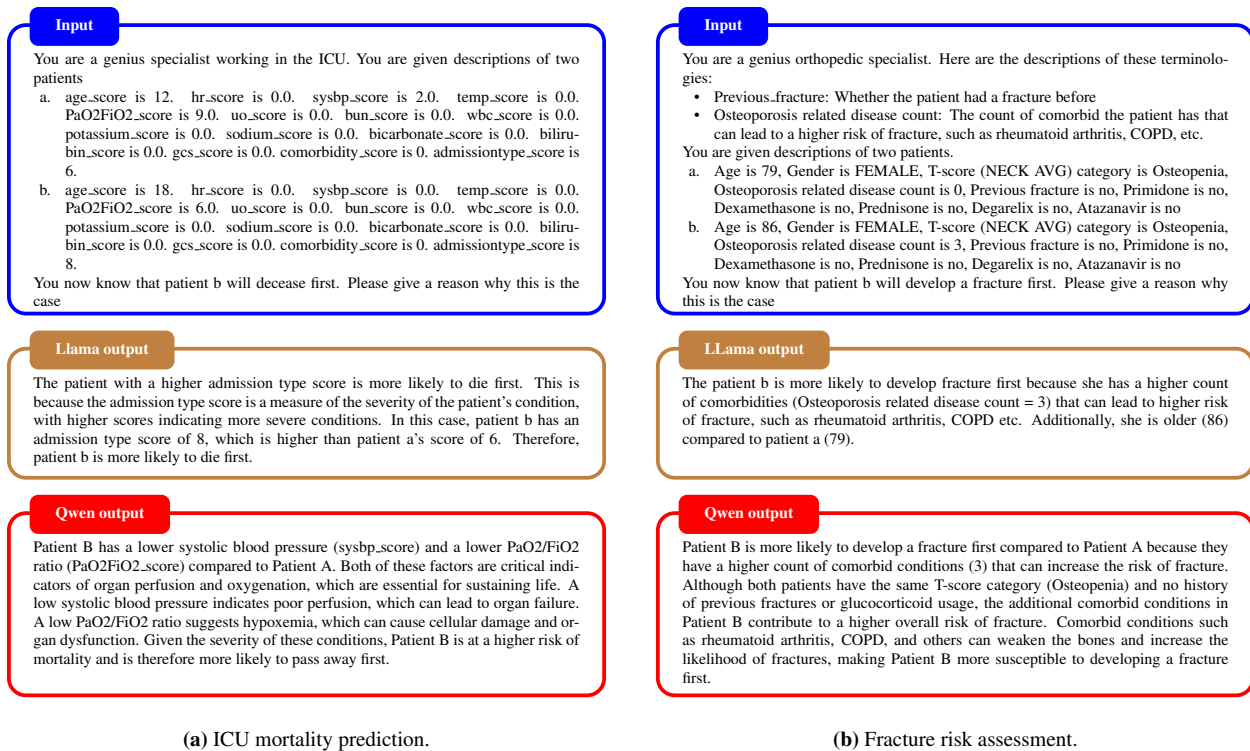 Input
You are a genius specialist working in the ICU. You are given descriptions of two
patients
a. age_score is 12. hr_score is 0.0. sysbp_score is 2.0. temp_score is 0.0.
PaO2FiO2_score is 9.0. uo_score is 0.0. bun_score is 0.0. wbc_score is 0.0.
potassium_score is 0.0. sodium_score is 0.0. bicarbonate_score is 0.0. biliru-
bin_score is 0.0. gcs_score is 0.0. comorbidity_score is 0. admissiontype_score is
6.
b. age_score is 18. hr_score is 0.0. sysbp_score is 0.0. temp_score is 0.0.
PaO2FiO2_score is 6.0. uo_score is 0.0. bun_score is 0.0. wbc_score is 0.0.
potassium_score is 0.0. sodium_score is 0.0. bicarbonate_score is 0.0. biliru-
bin_score is 0.0. gcs_score is 0.0. comorbidity_score is 0. admissiontype_score is
8.
You now know that patient b will decease first. Please give a reason why this is the
case
Llama output
The patient with a higher admission type score is more likely to die first. This is
because the admission type score is a measure of the severity of the patient's condition,
with higher scores indicating more severe conditions. In this case, patient b has an
admission type score of 8, which is higher than patient a's score of 6. Therefore,
patient b is more likely to die first.
Qwen output
Patient B has a lower systolic blood pressure (sysbp_score) and a lower PaO2/FiO2
ratio (PaO2FiO2_score) compared to Patient A. Both of these factors are critical indi-
cators of organ perfusion and oxygenation, which are essential for sustaining life. A
low systolic blood pressure indicates poor perfusion, which can lead to organ failure.
A low PaO2/FiO2 ratio suggests hypoxemia, which can cause cellular damage and or-
gan dysfunction. Given the severity of these conditions, Patient B is at a higher risk of
mortality and is therefore more likely to pass away first.
(a) ICU mortality prediction.
Input
You are a genius orthopedic specialist. Here are the descriptions of these terminolo-
gies:
• Previous_fracture: Whether the patient had a fracture before
• Osteoporosis related disease count: The count of comorbid the patient has that
can lead to a higher risk of fracture, such as rheumatoid arthritis, COPD, etc.
You are given descriptions of two patients.
a. Age is 79, Gender is FEMALE, T-score (NECK AVG) category is Osteopenia,
Osteoporosis related disease count is 0, Previous fracture is no, Primidone is no,
Dexamethasone is no, Prednisone is no, Degarelix is no, Atazanavir is no
b. Age is 86, Gender is FEMALE, T-score (NECK AVG) category is Osteopenia,
Osteoporosis related disease count is 3, Previous fracture is no, Primidone is no,
Dexamethasone is no, Prednisone is no, Degarelix is no, Atazanavir is no
You now know that patient b will develop a fracture first. Please give a reason why
this is the case
LLama output
The patient b is more likely to develop fracture first because she has a higher count
of comorbidities (Osteoporosis related disease count = 3) that can lead to higher risk
of fracture, such as rheumatoid arthritis, COPD etc. Additionally, she is older (86)
compared to patient a (79).
Qwen output
Patient B is more likely to develop a fracture first compared to Patient A because they
have a higher count of comorbid conditions (3) that can increase the risk of fracture.
Although both patients have the same T-score category (Osteopenia) and no history
of previous fractures or glucocorticoid usage, the additional comorbid conditions in
Patient B contribute to a higher overall risk of fracture. Comorbid conditions such
as rheumatoid arthritis, COPD, and others can weaken the bones and increase the
likelihood of fractures, making Patient B more susceptible to developing a fracture
first.
(b) Fracture risk assessment.